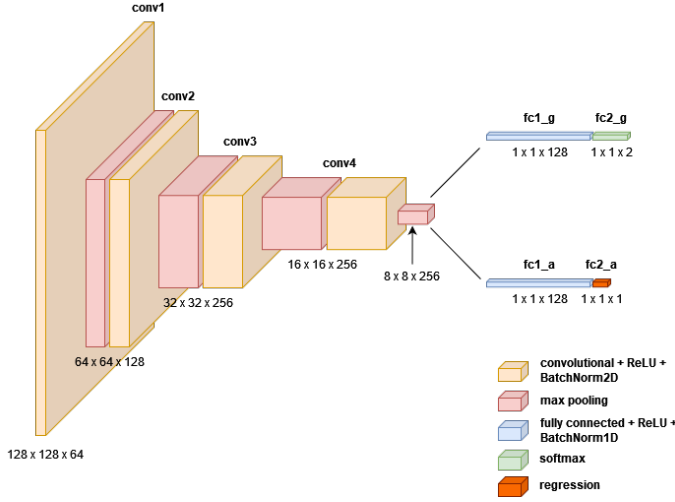 conv1
conv2
conv3
conv4
fc1_g
fc2_g
1 x 1 x 128
1 x 1 x 2
16 x 16 x 256
8 x 8 x 256
fc1_a
fc2_a
1 x 1 x 128
1 x 1 x 1
32 x 32 x 256
64 x 64 x 128
128 x 128 x 64
convolutional + ReLU +
BatchNorm2D
max pooling
fully connected + ReLU +
BatchNorm1D
softmax
regression